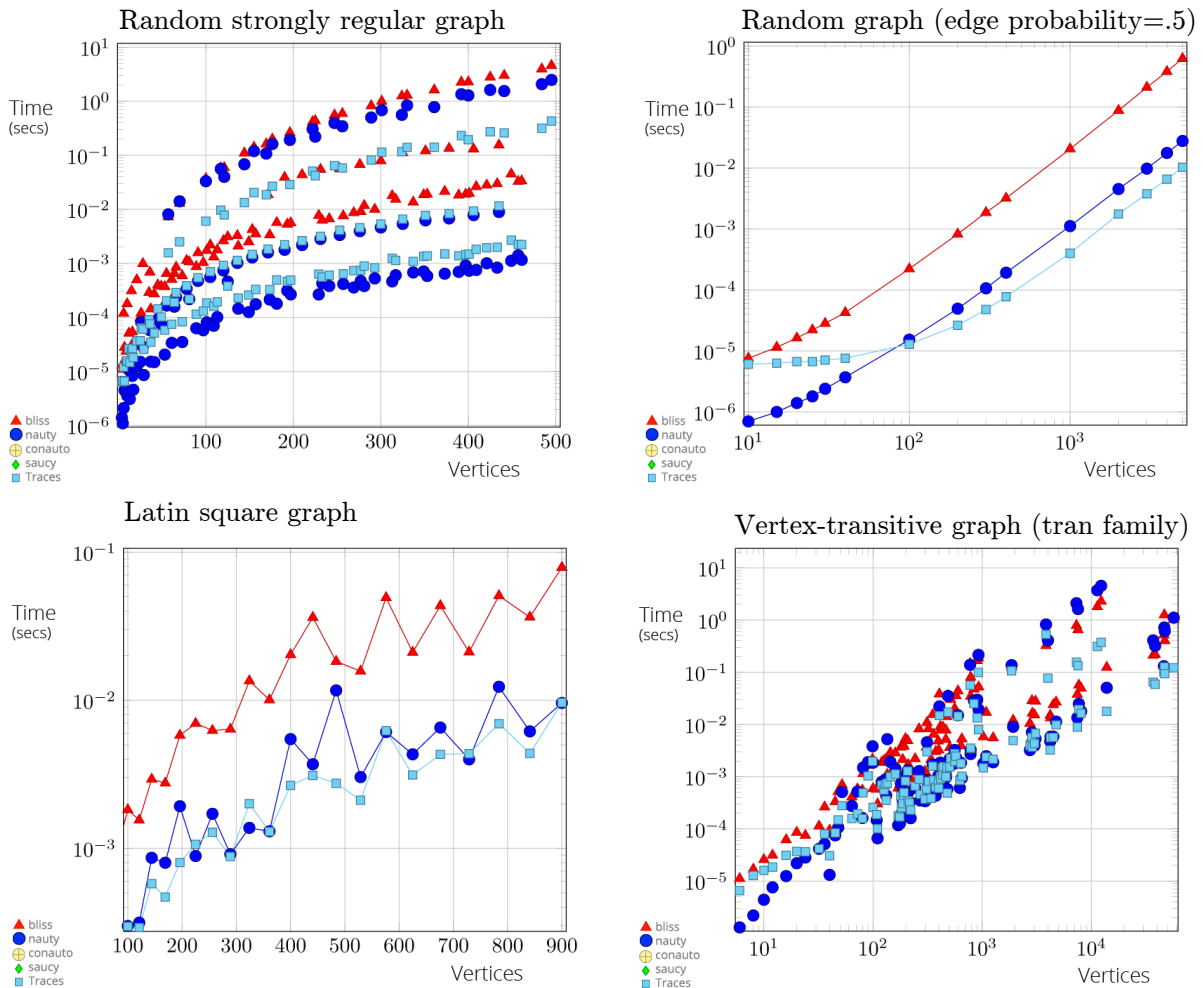 Random strongly regular graph
10^1
Time
(secs)
10^0
10^-1
10^-2
10^-3
10^-4
10^-5
10^-6
100 200 300 400 500
Vertices
bliss
nauty
conauto
saucy
Traces
Random graph (edge probability=.5)
10^0
Time
(secs)
10^-1
10^-2
10^-3
10^-4
10^-5
10^-6
10^1 10^2 10^3
Vertices
bliss
nauty
conauto
saucy
Traces
Latin square graph
10^-1
Time
(secs)
10^-2
10^-3
100 200 300 400 500 600 700 800 900
Vertices
bliss
nauty
conauto
saucy
Traces
Vertex-transitive graph (tran family)
10^1
Time
(secs)
10^0
10^-1
10^-2
10^-3
10^-4
10^-5
10^1 10^2 10^3 10^4
Vertices
bliss
nauty
conauto
saucy
Traces